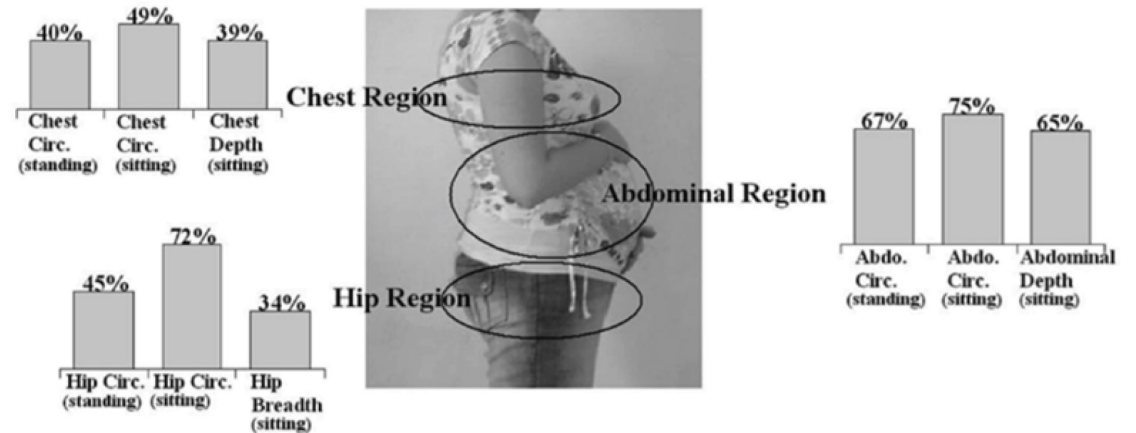 40% 49% 39%
Chest Chest Chest
Circ. Circ. Depth
(standing) (sitting) (sitting)
Chest Region
67% 75% 65%
Abdo. Abdo. Abdominal
Circ. Circ. Depth
(standing) (sitting) (sitting)
Abdominal Region
45% 72% 34%
Hip Circ. Hip Circ. Hip
(standing) (sitting) Breadth
(sitting)
Hip Region